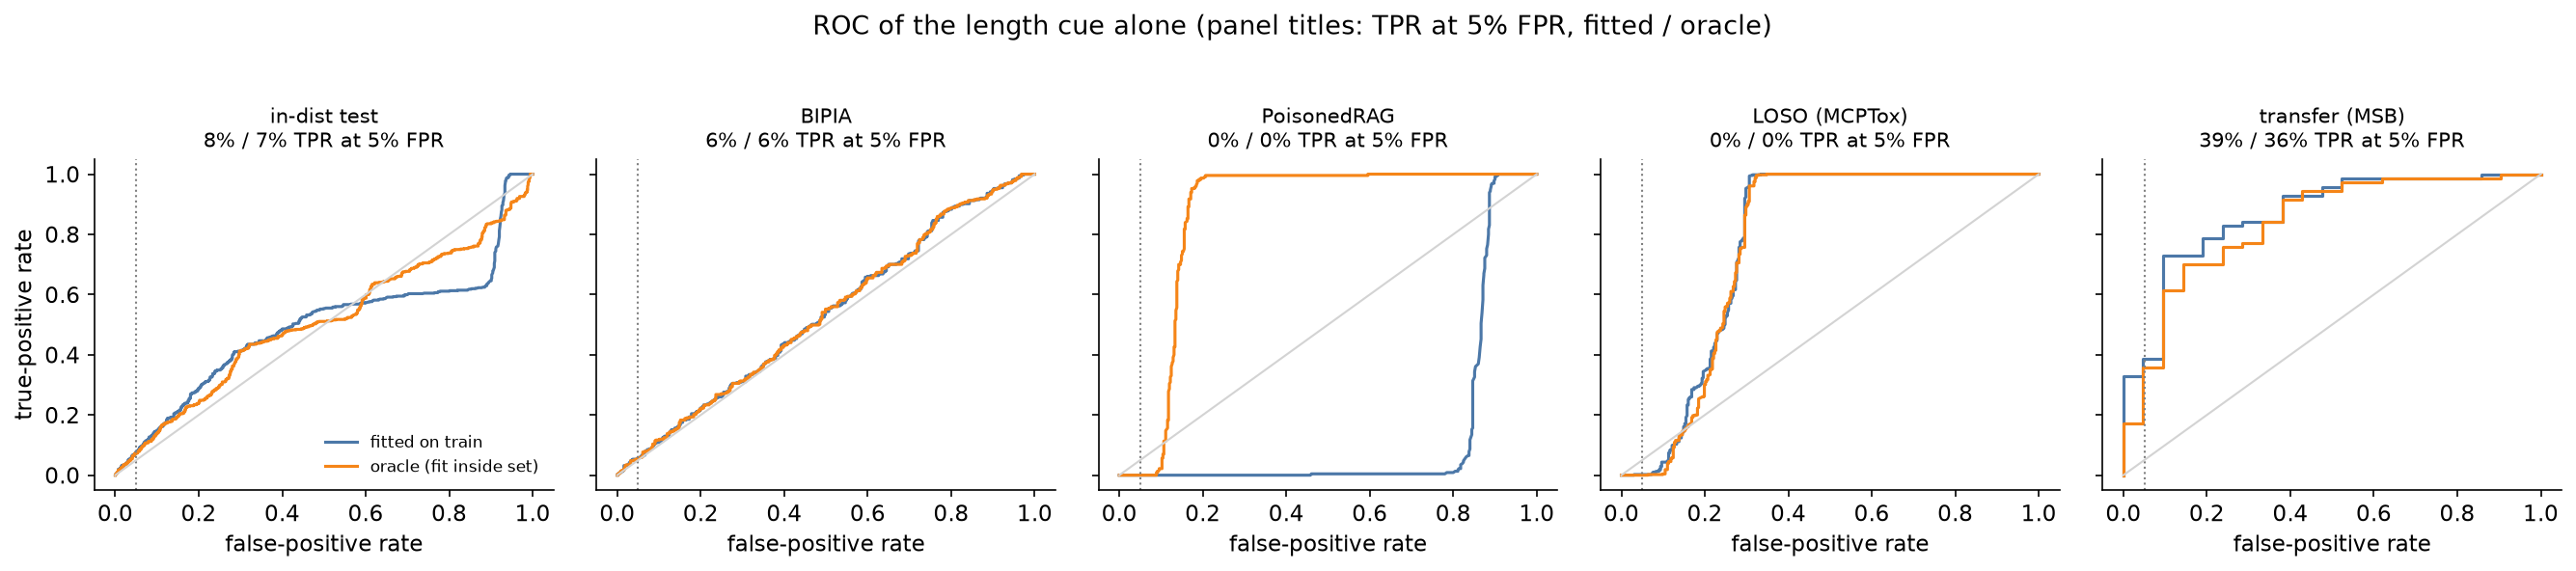 ROC of the length cue alone (panel titles: TPR at 5% FPR, fitted / oracle)
in-dist test
8% / 7% TPR at 5% FPR
BIPIA
6% / 6% TPR at 5% FPR
PoisonedRAG
0% / 0% TPR at 5% FPR
LOSO (MCPTox)
0% / 0% TPR at 5% FPR
transfer (MSB)
39% / 36% TPR at 5% FPR
true-positive rate
1.0
0.8
0.6
0.4
0.2
0.0
fitted on train
oracle (fit inside set)
0.0 0.2 0.4 0.6 0.8 1.0
false-positive rate
0.0 0.2 0.4 0.6 0.8 1.0
false-positive rate
0.0 0.2 0.4 0.6 0.8 1.0
false-positive rate
0.0 0.2 0.4 0.6 0.8 1.0
false-positive rate
0.0 0.2 0.4 0.6 0.8 1.0
false-positive rate